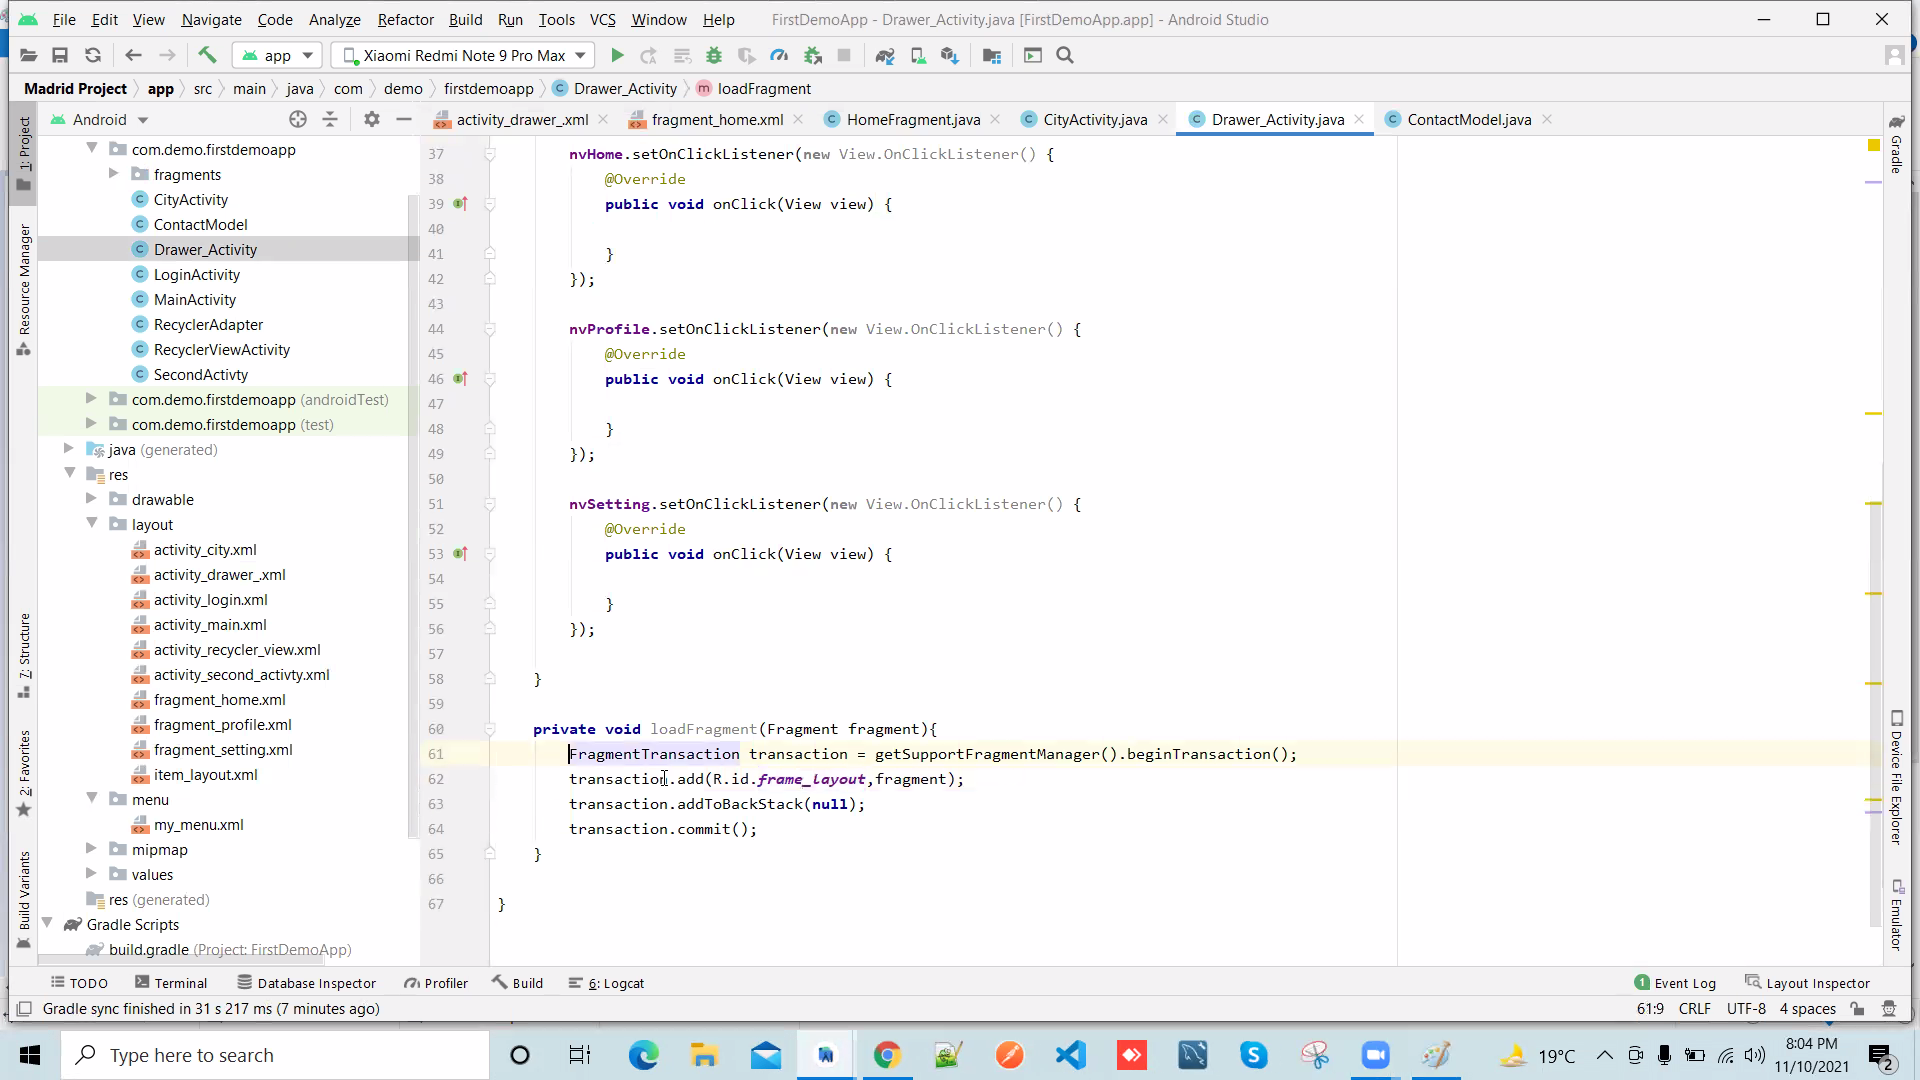 File Edit View Navigate Code Analyze Refactor Build Run Tools VCS Window Help FirstDemoApp - Drawer_Activity.java [FirstDemoApp.app] - Android Studio
app Xiaomi Redmi Note 9 Pro Max
Madrid Project app src main java com demo firstdemoapp Drawer_Activity loadFragment
Android activity_drawer_.xml fragment_home.xml HomeFragment.java CityActivity.java Drawer_Activity.java ContactModel.java
1: Project
Resource Manager
7: Structure
2: Favorites
Build Variants
com.demo.firstdemoapp
fragments
CityActivity
ContactModel
Drawer_Activity
LoginActivity
MainActivity
RecyclerAdapter
RecyclerViewActivity
SecondActivty
com.demo.firstdemoapp (androidTest)
com.demo.firstdemoapp (test)
java (generated)
res
drawable
layout
activity_city.xml
activity_drawer_.xml
activity_login.xml
activity_main.xml
activity_recycler_view.xml
activity_second_activty.xml
fragment_home.xml
fragment_profile.xml
fragment_setting.xml
item_layout.xml
menu
my_menu.xml
mipmap
values
res (generated)
Gradle Scripts
build.gradle (Project: FirstDemoApp)
37 nvHome.setOnClickListener(new View.OnClickListener() {
38 @Override
39 public void onClick(View view) {
40
41 }
42 });
43
44 nvProfile.setOnClickListener(new View.OnClickListener() {
45 @Override
46 public void onClick(View view) {
47
48 }
49 });
50
51 nvSetting.setOnClickListener(new View.OnClickListener() {
52 @Override
53 public void onClick(View view) {
54
55 }
56 });
57
58 }
59
60 private void loadFragment(Fragment fragment){
61 FragmentTransaction transaction = getSupportFragmentManager().beginTransaction();
62 transaction.add(R.id.frame_layout,fragment);
63 transaction.addToBackStack(null);
64 transaction.commit();
65 }
66
67 }
Gradle
Device File Explorer
Emulator
TODO Terminal Database Inspector Profiler Build 6: Logcat 1 Event Log Layout Inspector
Gradle sync finished in 31 s 217 ms (7 minutes ago) 61:9 CRLF UTF-8 4 spaces
Type here to search 19°C 8:04 PM
11/10/2021 2